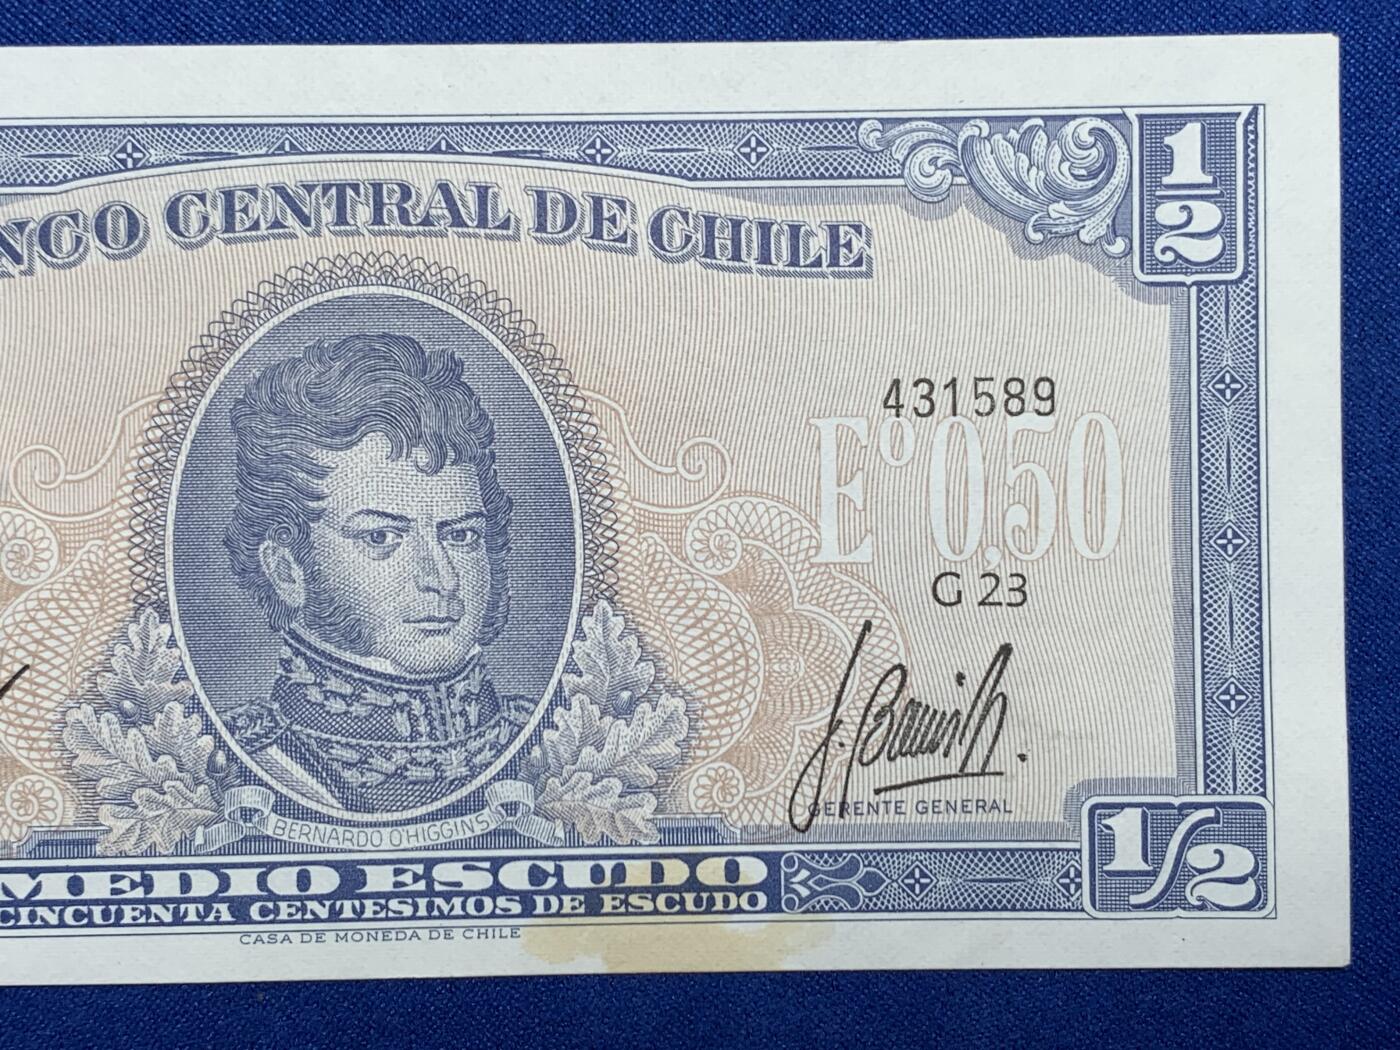 NCO CENTRAL DE CHILE
1/2
431589
Eº 0,50
G 23
GERENTE GENERAL
BERNARDO O'HIGGINS
1/2
MEDIO ESCUDO
CINCUENTA CENTESIMOS DE ESCUDO
CASA DE MONEDA DE CHILE